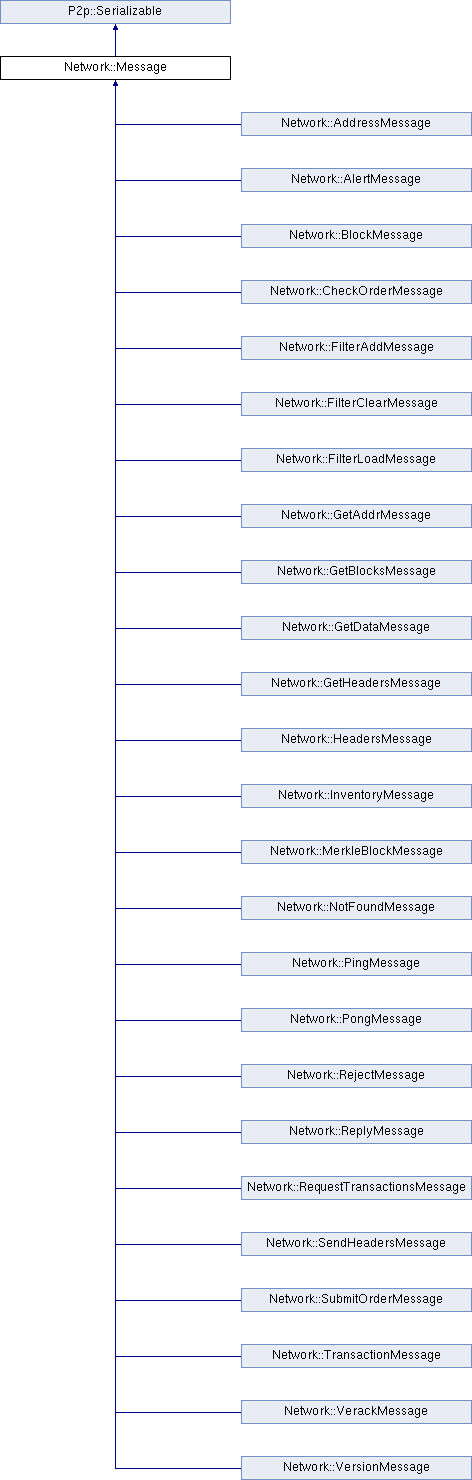 P2p::Serializable
Network::Message
Network::AddressMessage
Network::AlertMessage
Network::BlockMessage
Network::CheckOrderMessage
Network::FilterAddMessage
Network::FilterClearMessage
Network::FilterLoadMessage
Network::GetAddrMessage
Network::GetBlocksMessage
Network::GetDataMessage
Network::GetHeadersMessage
Network::HeadersMessage
Network::InventoryMessage
Network::MerkleBlockMessage
Network::NotFoundMessage
Network::PingMessage
Network::PongMessage
Network::RejectMessage
Network::ReplyMessage
Network::RequestTransactionsMessage
Network::SendHeadersMessage
Network::SubmitOrderMessage
Network::TransactionMessage
Network::VerackMessage
Network::VersionMessage